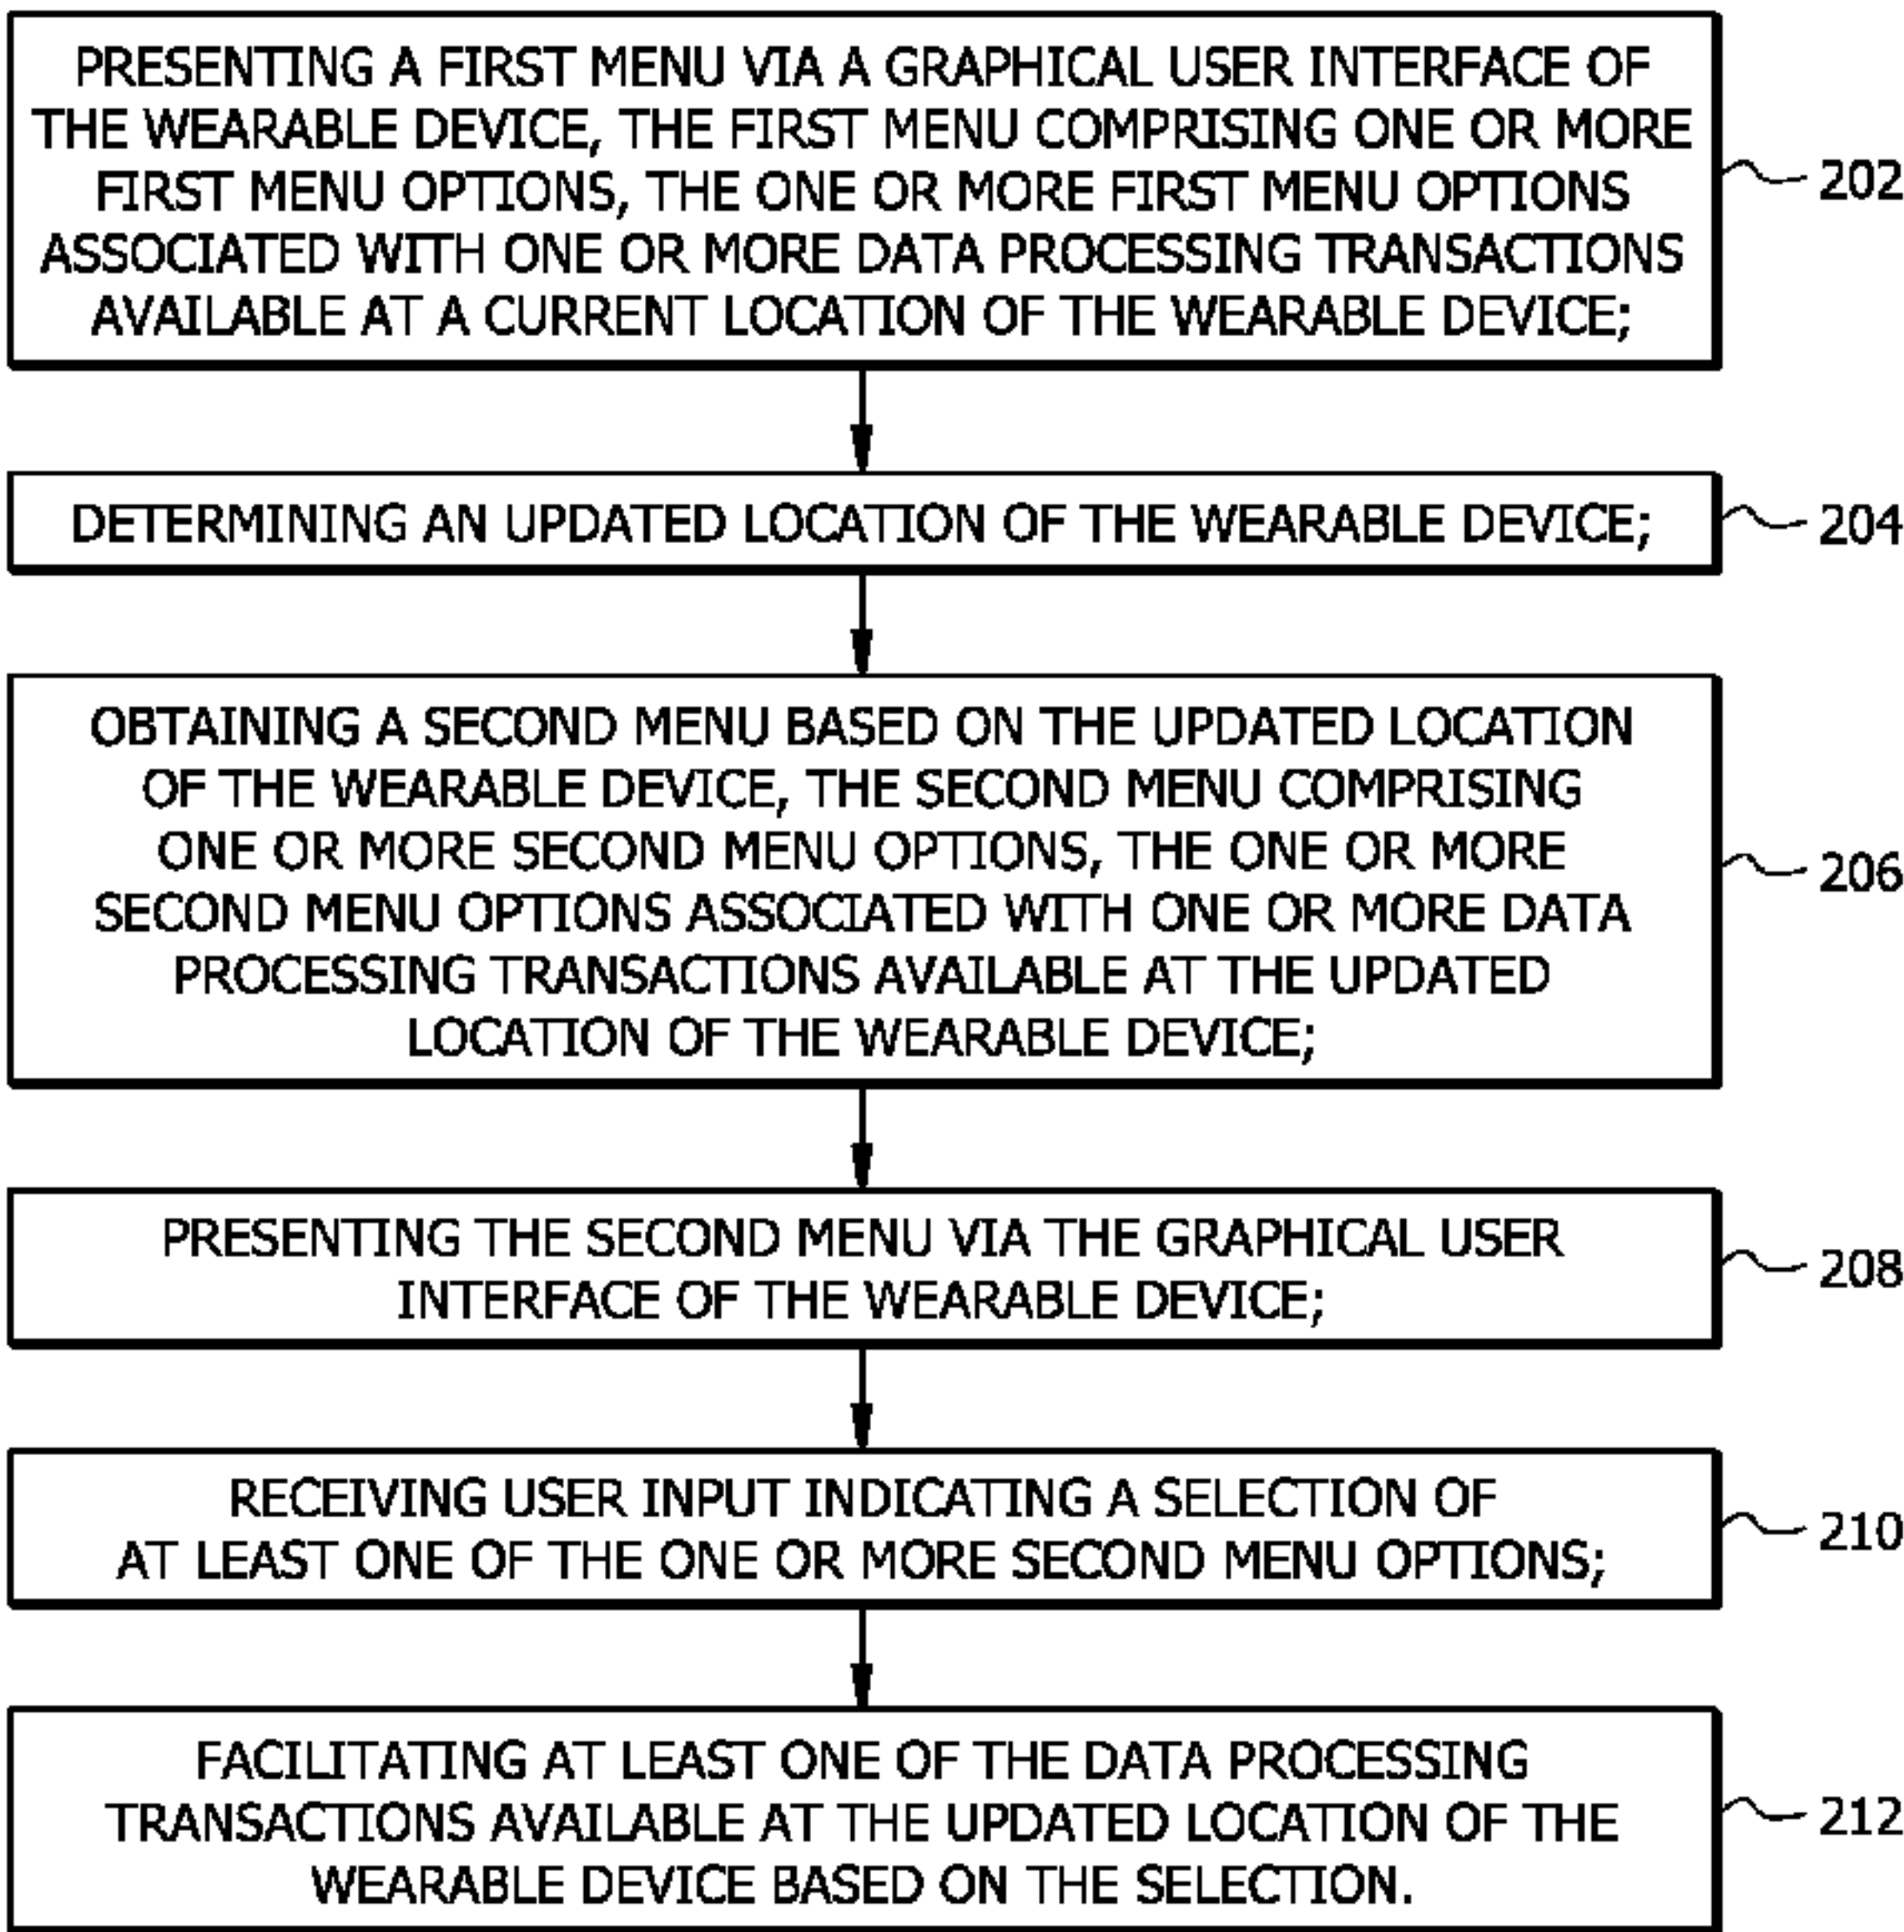 PRESENTING A FIRST MENU VIA A GRAPHICAL USER INTERFACE OF
THE WEARABLE DEVICE, THE FIRST MENU COMPRISING ONE OR MORE
FIRST MENU OPTIONS, THE ONE OR MORE FIRST MENU OPTIONS
ASSOCIATED WITH ONE OR MORE DATA PROCESSING TRANSACTIONS
AVAILABLE AT A CURRENT LOCATION OF THE WEARABLE DEVICE;
202
DETERMINING AN UPDATED LOCATION OF THE WEARABLE DEVICE;
204
OBTAINING A SECOND MENU BASED ON THE UPDATED LOCATION
OF THE WEARABLE DEVICE, THE SECOND MENU COMPRISING
ONE OR MORE SECOND MENU OPTIONS, THE ONE OR MORE
SECOND MENU OPTIONS ASSOCIATED WITH ONE OR MORE DATA
PROCESSING TRANSACTIONS AVAILABLE AT THE UPDATED
LOCATION OF THE WEARABLE DEVICE;
206
PRESENTING THE SECOND MENU VIA THE GRAPHICAL USER
INTERFACE OF THE WEARABLE DEVICE;
208
RECEIVING USER INPUT INDICATING A SELECTION OF
AT LEAST ONE OF THE ONE OR MORE SECOND MENU OPTIONS;
210
FACILITATING AT LEAST ONE OF THE DATA PROCESSING
TRANSACTIONS AVAILABLE AT THE UPDATED LOCATION OF THE
WEARABLE DEVICE BASED ON THE SELECTION.
212